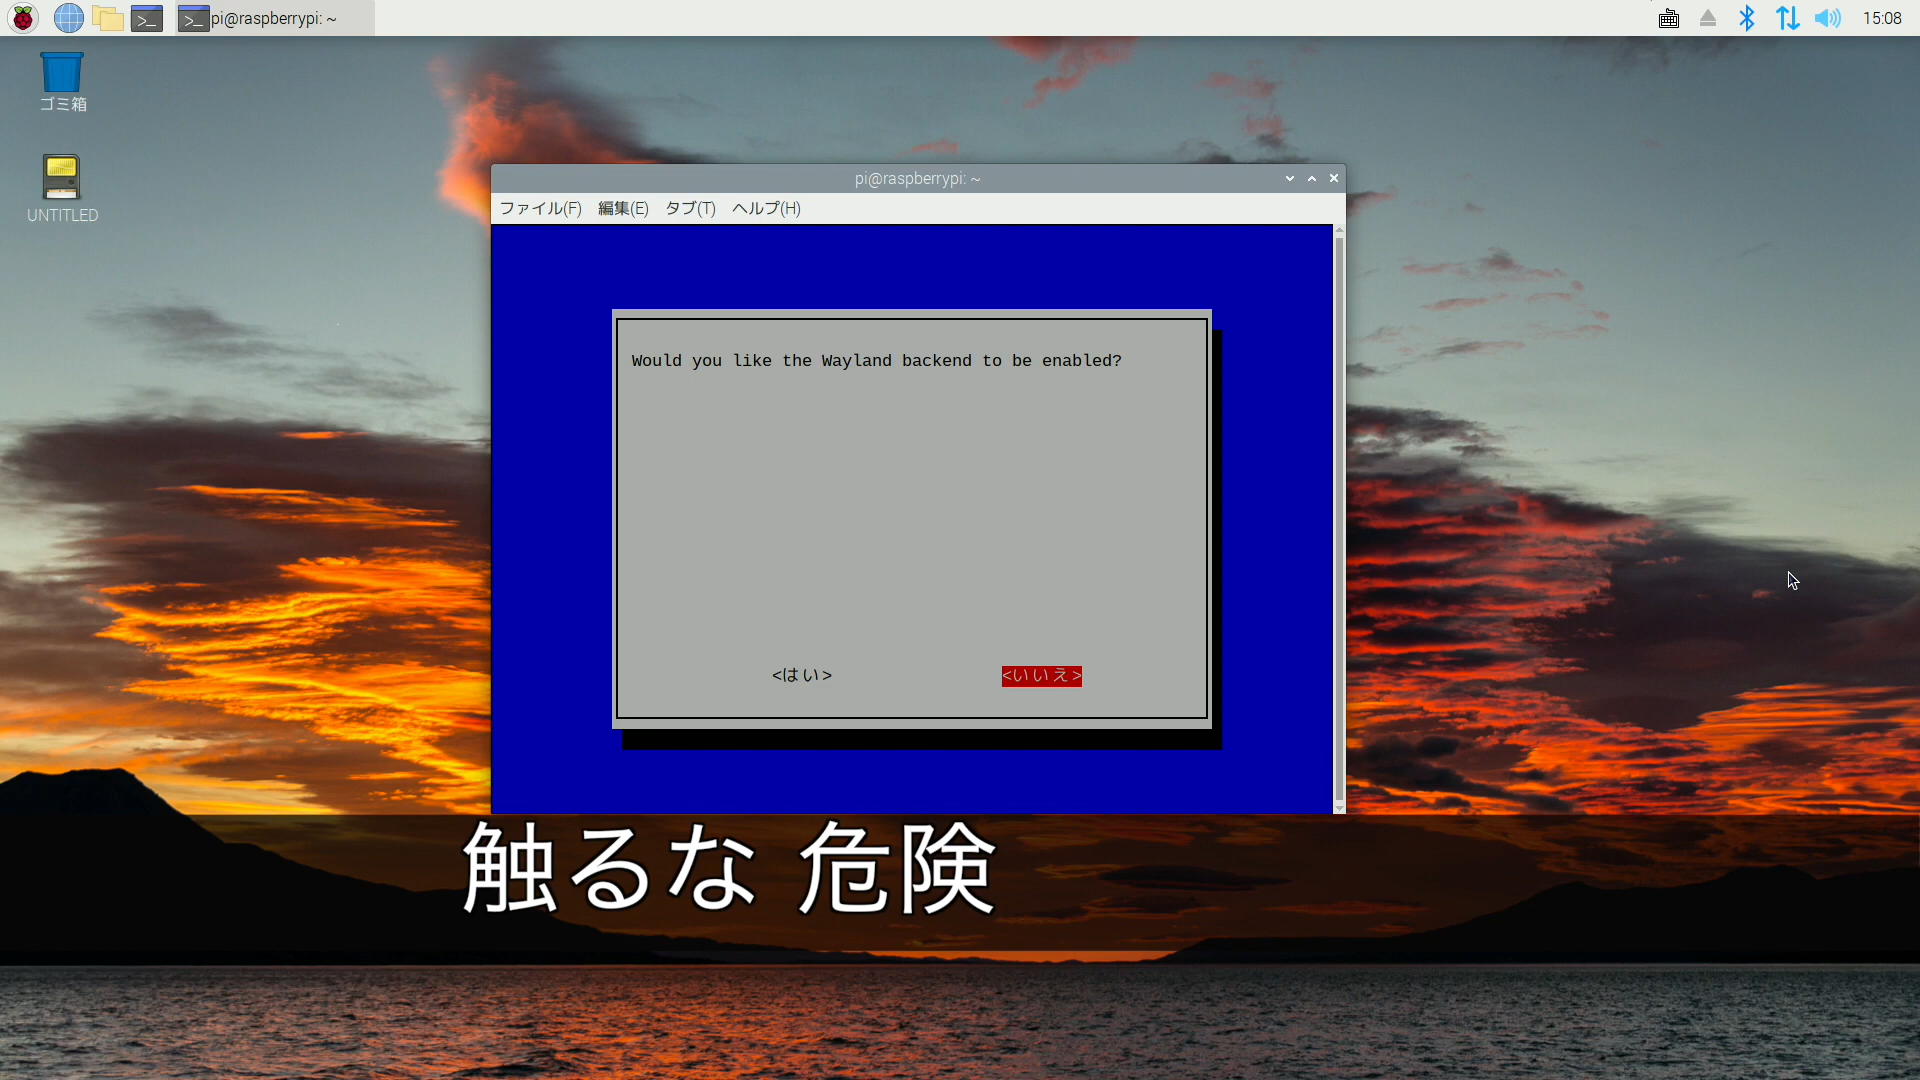 pi@raspberrypi: ~
15:08
ゴミ箱
UNTITLED
pi@raspberrypi: ~
ファイル(F) 編集(E) タブ(T) ヘルプ(H)
Would you like the Wayland backend to be enabled?
<はい> <いいえ>
触るな 危険